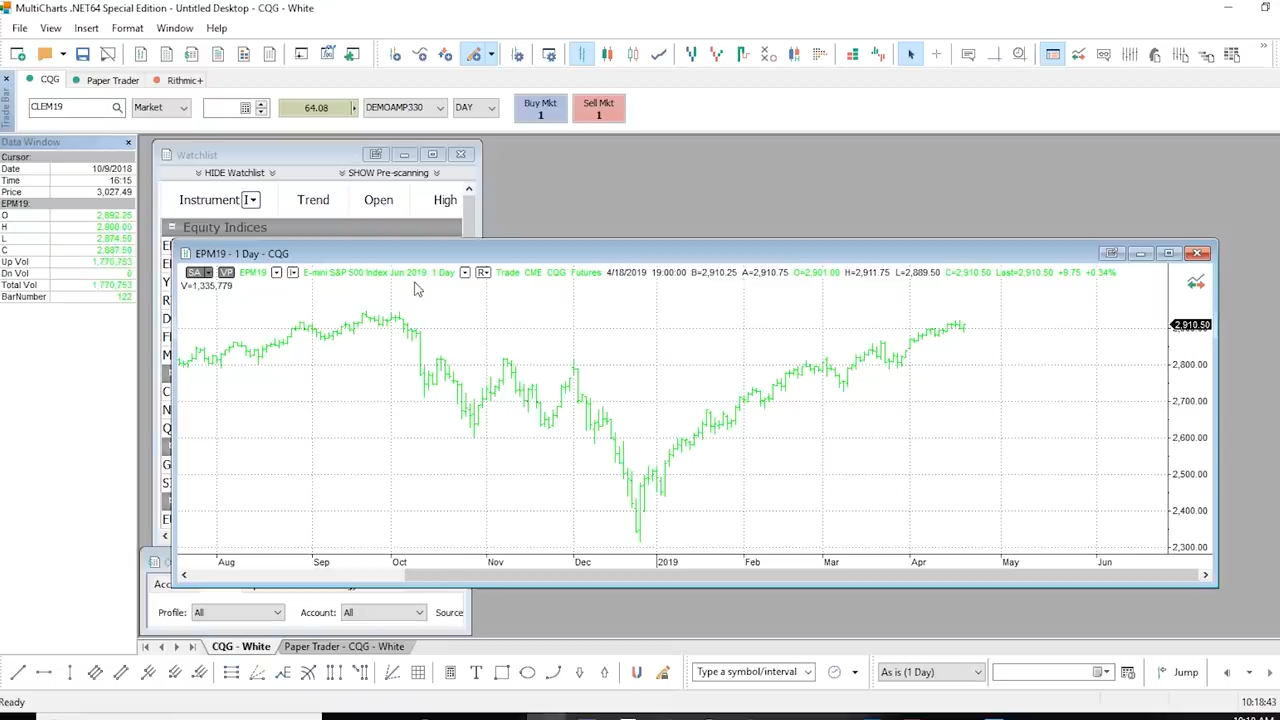 MultiCharts .NET64 Special Edition - Untitled Desktop - CQG - White
File View Insert Format Window Help
CQG Paper Trader Rithmic+
Trade Bar
CLEM19 Market 64.08 DEMOAMP330 DAY Buy Mkt 1 Sell Mkt 1
Data Window
Cursor:
Date 10/9/2018
Time 16:15
Price 3,027.49
EPM19:
O 2,892.25
H 2,900.00
L 2,874.50
C 2,887.50
Up Vol 1,770,753
Dn Vol 0
Total Vol 1 770,753
BarNumber 122
Watchlist
HIDE Watchlist SHOW Pre-scanning
Instrument Trend Open High
Equity Indices
EPM19 - 1 Day - CQG
SA VP EPM19 I E-mini S&P 500 Index Jun 2019 1 Day R Trade CME CQG Futures 4/18/2019 19:00:00 B=2,910.25 A=2,910.75 O=2,901.00 H=2,911.75 L=2,889.50 C=2,910.50 Last=2,910.50 +9.75 +0.34%
V=1,335,779
2,910.50
2,800.00
2,700.00
2,600.00
2,500.00
2,400.00
2,300.00
Aug Sep Oct Nov Dec 2019 Feb Mar Apr May Jun
Profile: All Account: All Source
CQG - White Paper Trader - CQG - White
Type a symbol/interval As is (1 Day) Jump
Ready 10:18:43